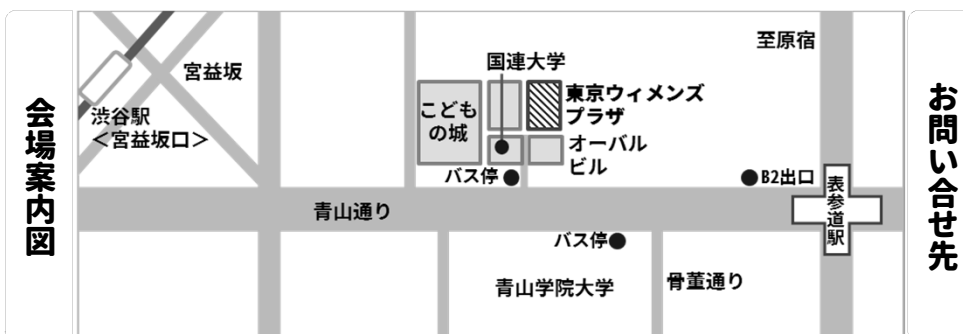 会場案内図
宮益坂
渋谷駅
<宮益坂口>
国連大学
こども
の城
東京ウィメンズ
プラザ
オーバル
ビル
バス停
至原宿
B2出口
表参道駅
青山通り
バス停
青山学院大学
骨董通り
お問い合せ先